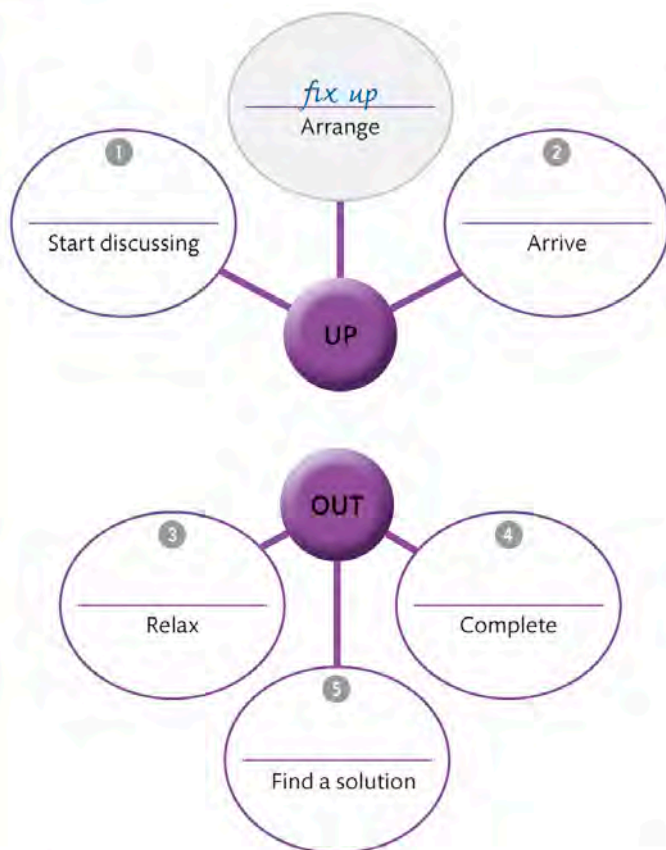 fix up
Arrange
1
Start discussing
2
Arrive
UP
OUT
3
Relax
4
Complete
5
Find a solution